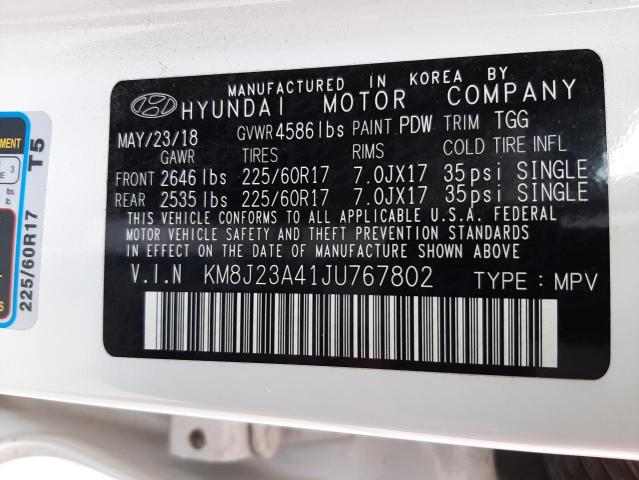 MANUFACTURED IN KOREA BY
HYUNDAI MOTOR COMPANY
MAY/23/18 GVWR 4586lbs PAINT PDW TRIM TGG
GAWR TIRES RIMS COLD TIRE INFL
FRONT 2646 lbs 225/60R17 7.0JX17 35psi SINGLE
REAR 2535 lbs 225/60R17 7.0JX17 35psi SINGLE
THIS VEHICLE CONFORMS TO ALL APPLICABLE U.S.A. FEDERAL
MOTOR VEHICLE SAFETY AND THEFT PREVENTION STANDARDS
IN EFFECT ON THE DATE OF MANUFACTURE SHOWN ABOVE
V.I.N KM8J23A41JU767802 TYPE : MPV
225/60R17 T5